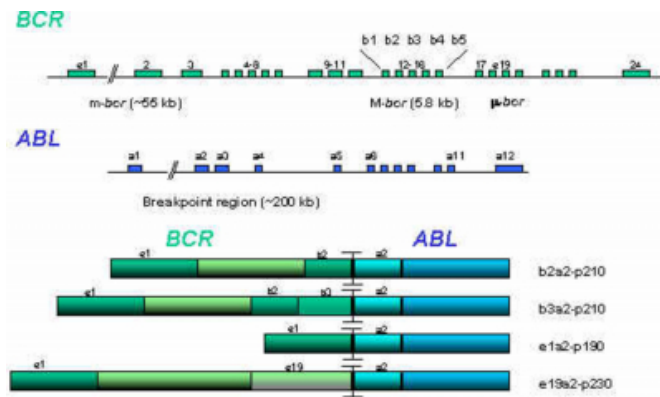 BCR
b1 b2 b3 b4 b5
e1 2 3 4-8 9-11 12-16 17 e19 24
m-bcr (~55 kb) M-bcr (5.8 kb) μ-bcr
ABL
a1 a2 a3 a4 a5 a6 a11 a12
Breakpoint region (~200 kb)
BCR ABL
e1 b2 a2 b2a2-p210
e1 b2 b3 a2 b3a2-p210
e1 a2 e1a2-p190
e1 e19 a2 e19a2-p230